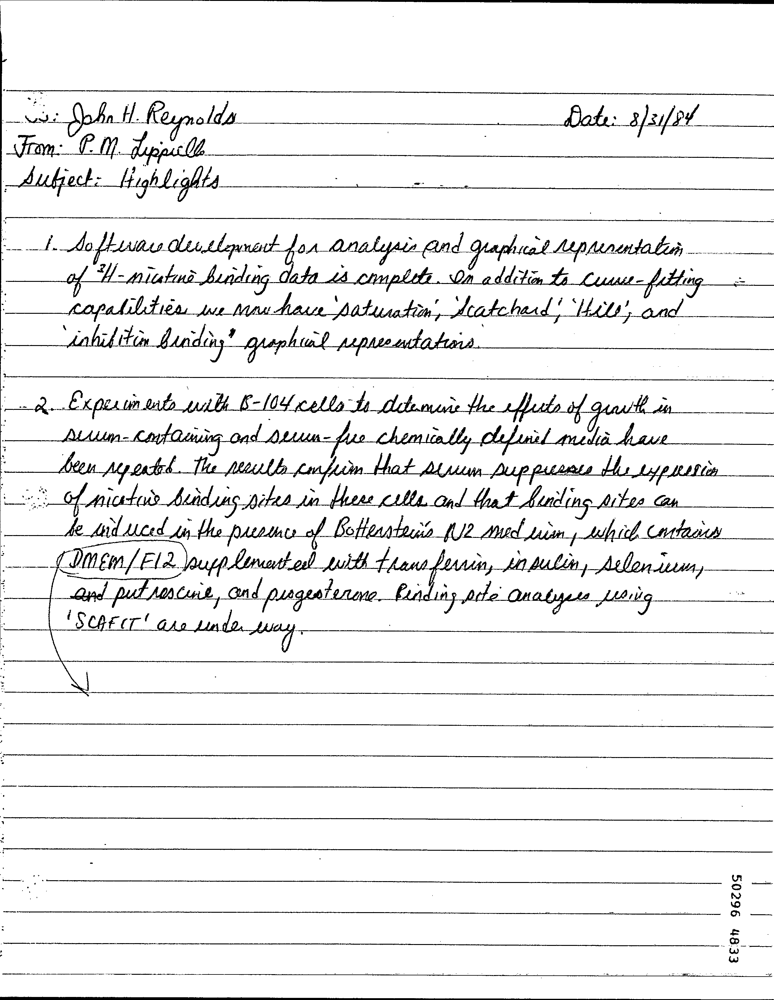 To: John H. Reynolds Date: 8/31/84
From: P.M. Lippiello
Subject: Highlights
1. Software development for analysis and graphical representation
of ³H-nicotine binding data is complete. In addition to curve-fitting
capabilities we now have 'saturation', 'Scatchard', 'Hill', and
'inhibition binding' graphical representations.
2. Experiments with B-104 cells to determine the effects of growth in
serum-containing and serum-free chemically defined media have
been repeated. The results confirm that serum suppresses the expression
of nicotine binding sites in these cells and that binding sites can
be induced in the presence of Bottenstein's N2 medium, which contains
DMEM/F12 supplemented with transferrin, insulin, selenium,
and putrescine, and progesterone. Binding site analyses using
'SCAFIT' are under way.
50296 4833